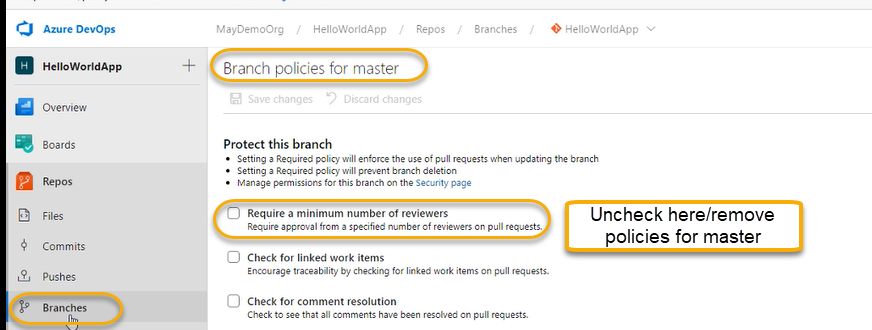 Azure DevOps
MayDemoOrg / HelloWorldApp / Repos / Branches / HelloWorldApp
H HelloWorldApp +
Branch policies for master
Save changes Discard changes
Overview
Boards
Repos
Files
Commits
Pushes
Branches
Protect this branch
• Setting a Required policy will enforce the use of pull requests when updating the branch
• Setting a Required policy will prevent branch deletion
• Manage permissions for this branch on the Security page
Require a minimum number of reviewers
Require approval from a specified number of reviewers on pull requests.
Check for linked work items
Encourage traceability by checking for linked work items on pull requests.
Check for comment resolution
Check to see that all comments have been resolved on pull requests.
Uncheck here/remove
policies for master